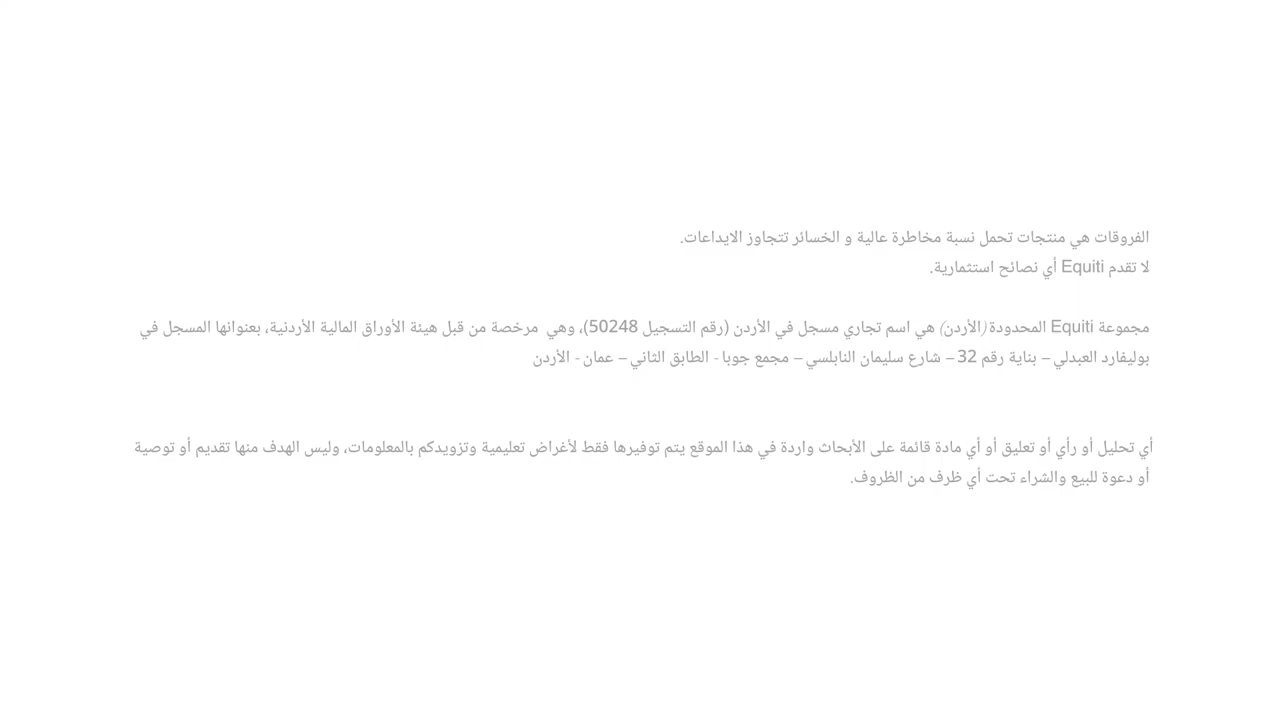 الفروقات هي منتجات تحمل نسبة مخاطرة عالية و الخسائر تتجاوز الايداعات.
لا تقدم Equiti أي نصائح استثمارية.
مجموعة Equiti المحدودة (الأردن) هي اسم تجاري مسجل في الأردن (رقم التسجيل 50248)، وهي مرخصة من قبل هيئة الأوراق المالية الأردنية، بعنوانها المسجل في
بوليفارد العبدلي – بناية رقم 32 – شارع سليمان النابلسي – مجمع جوبا - الطابق الثاني – عمان - الأردن
أي تحليل أو رأي أو تعليق أو أي مادة قائمة على الأبحاث واردة في هذا الموقع يتم توفيرها فقط لأغراض تعليمية وتزويدكم بالمعلومات، وليس الهدف منها تقديم أو توصية
أو دعوة للبيع والشراء تحت أي ظرف من الظروف.